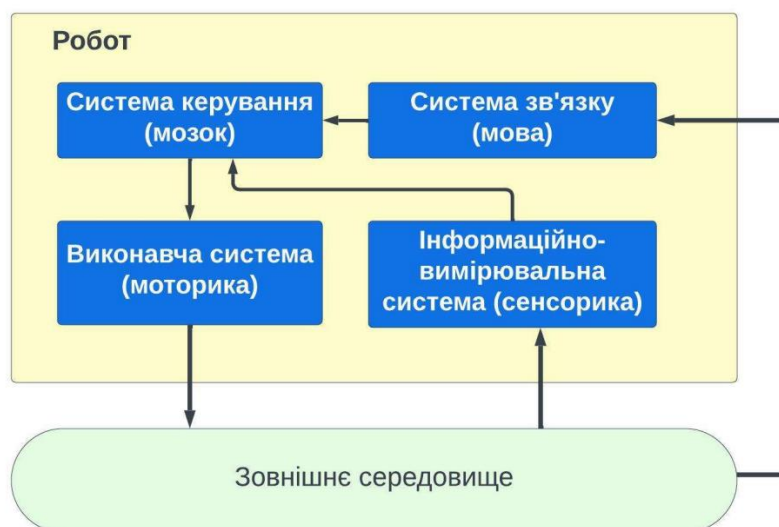 Робот
Система керування
(мозок)
Система зв'язку
(мова)
Виконавча система
(моторика)
Інформаційно-
вимірювальна
система (сенсорика)
Зовнішнє середовище